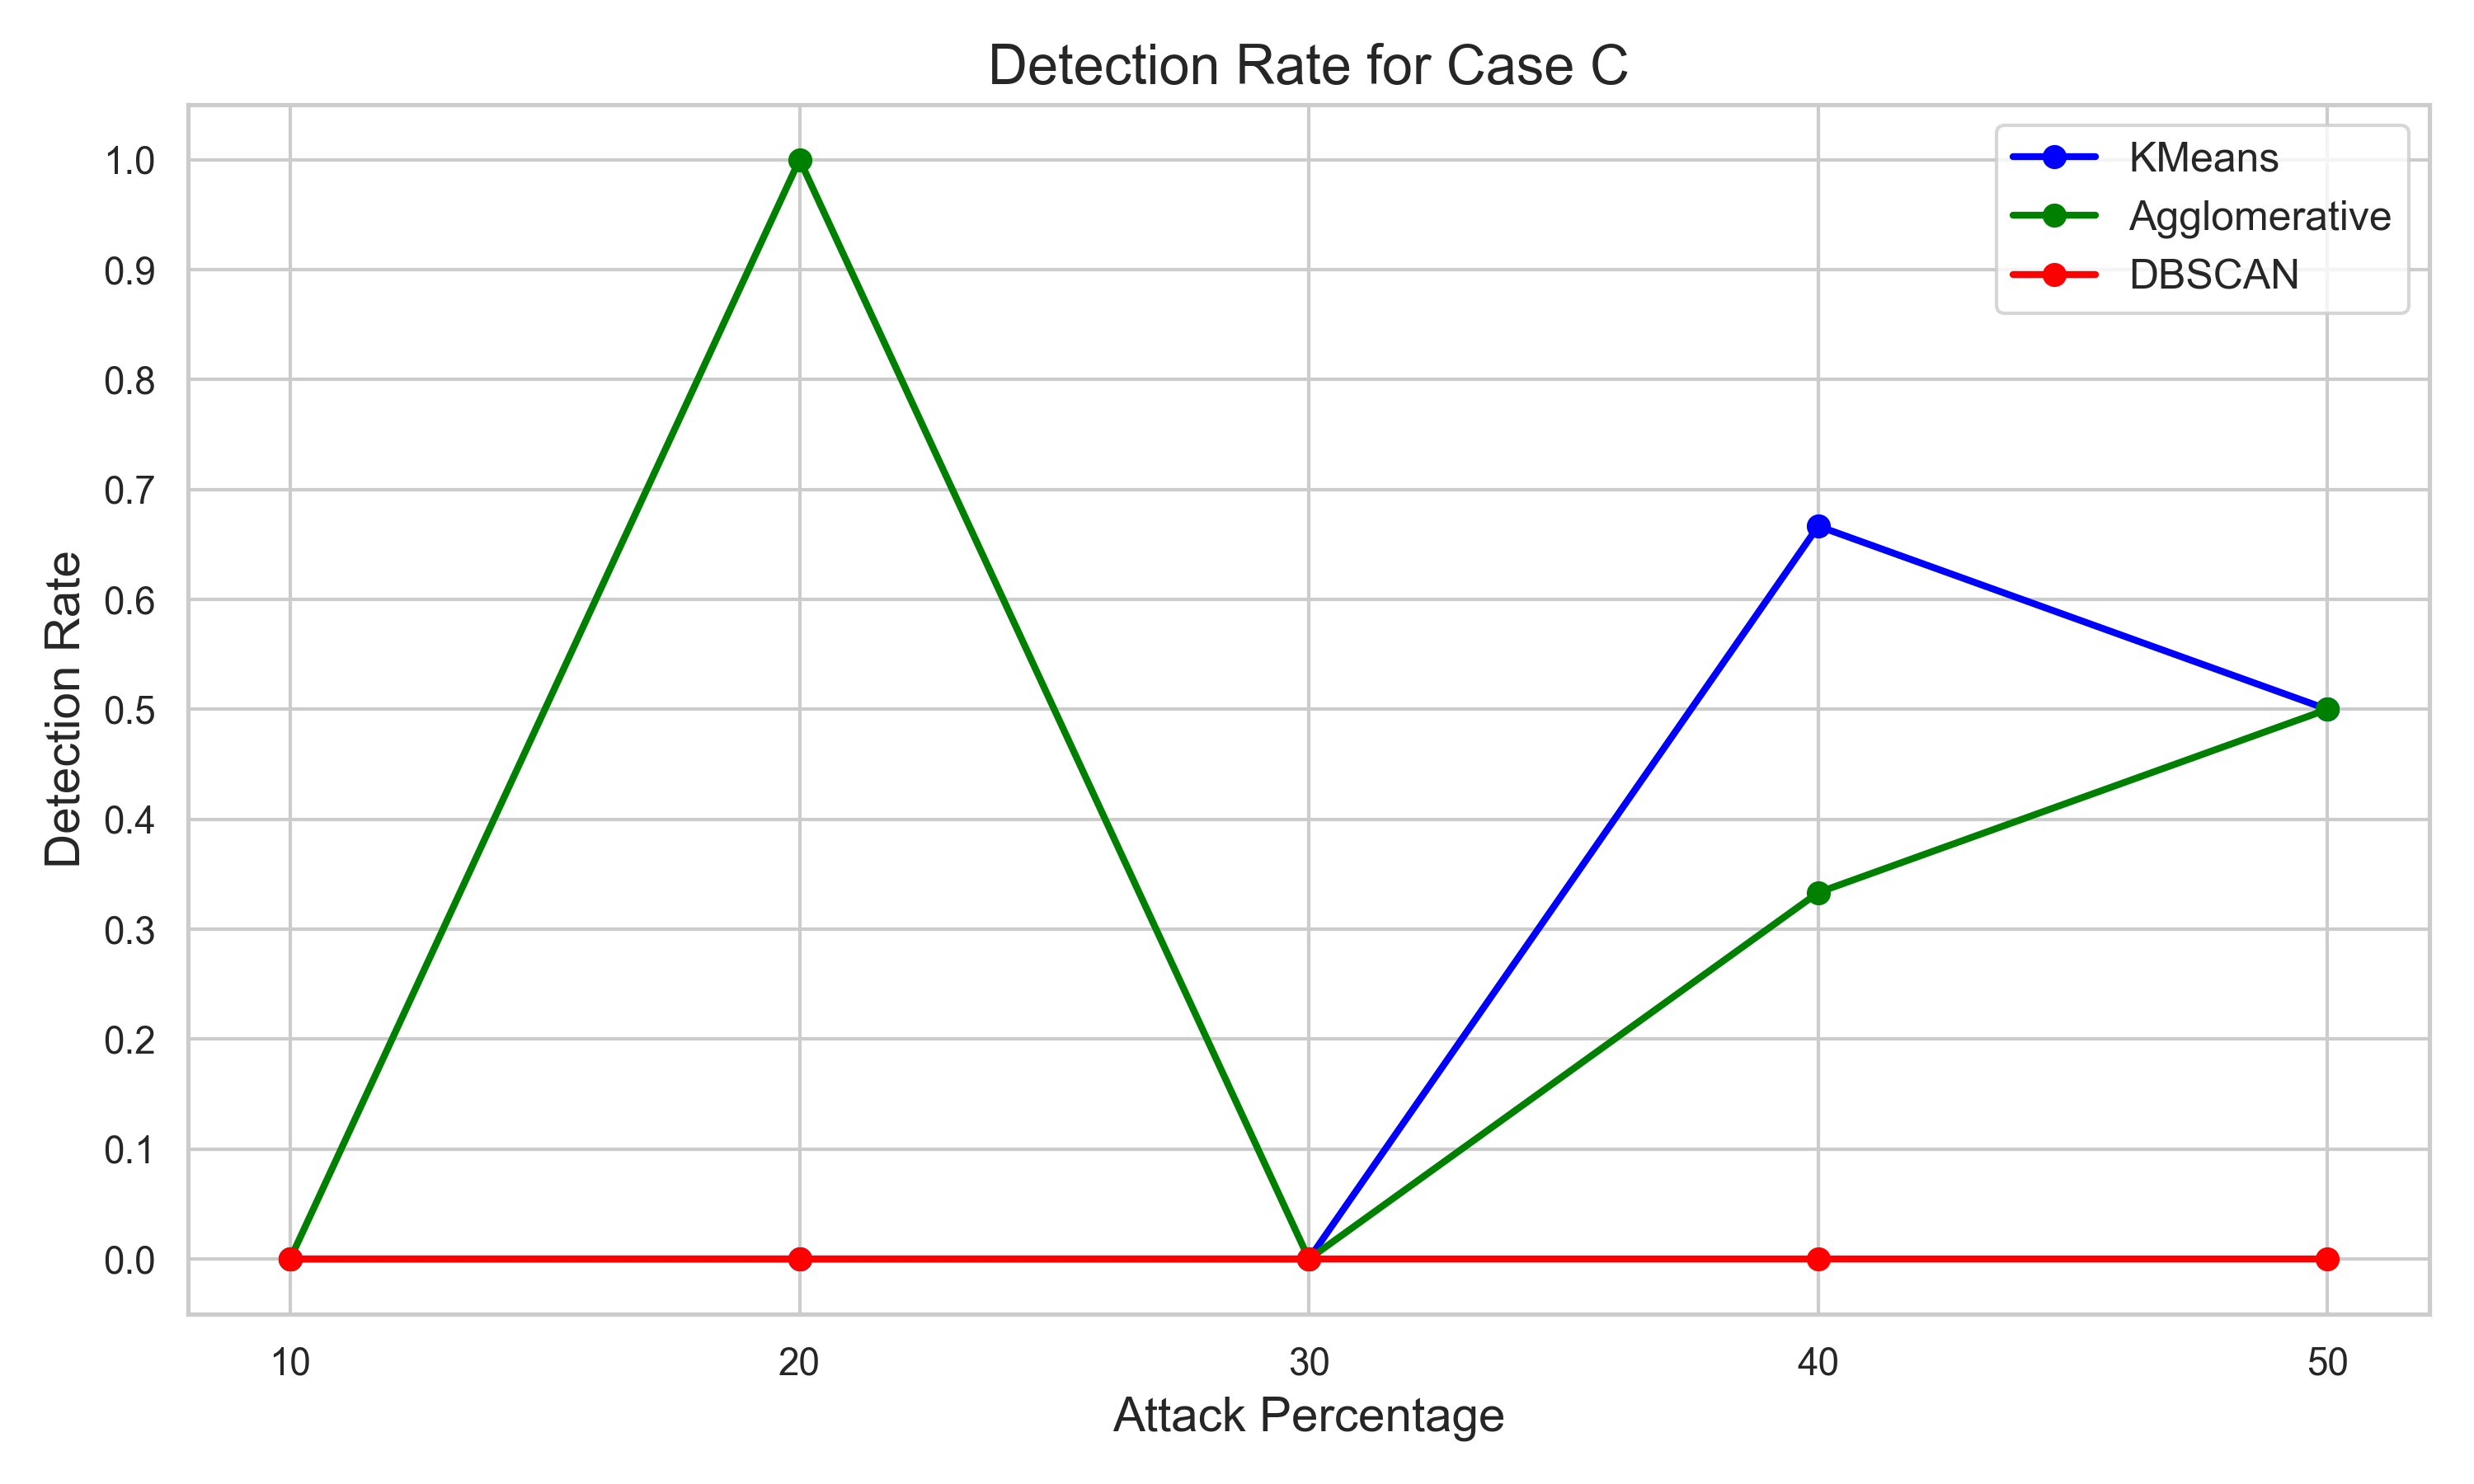 Detection Rate for Case C
KMeans
Agglomerative
DBSCAN
1.0
0.9
0.8
0.7
0.6
0.5
0.4
0.3
0.2
0.1
0.0
Detection Rate
10 20 30 40 50
Attack Percentage